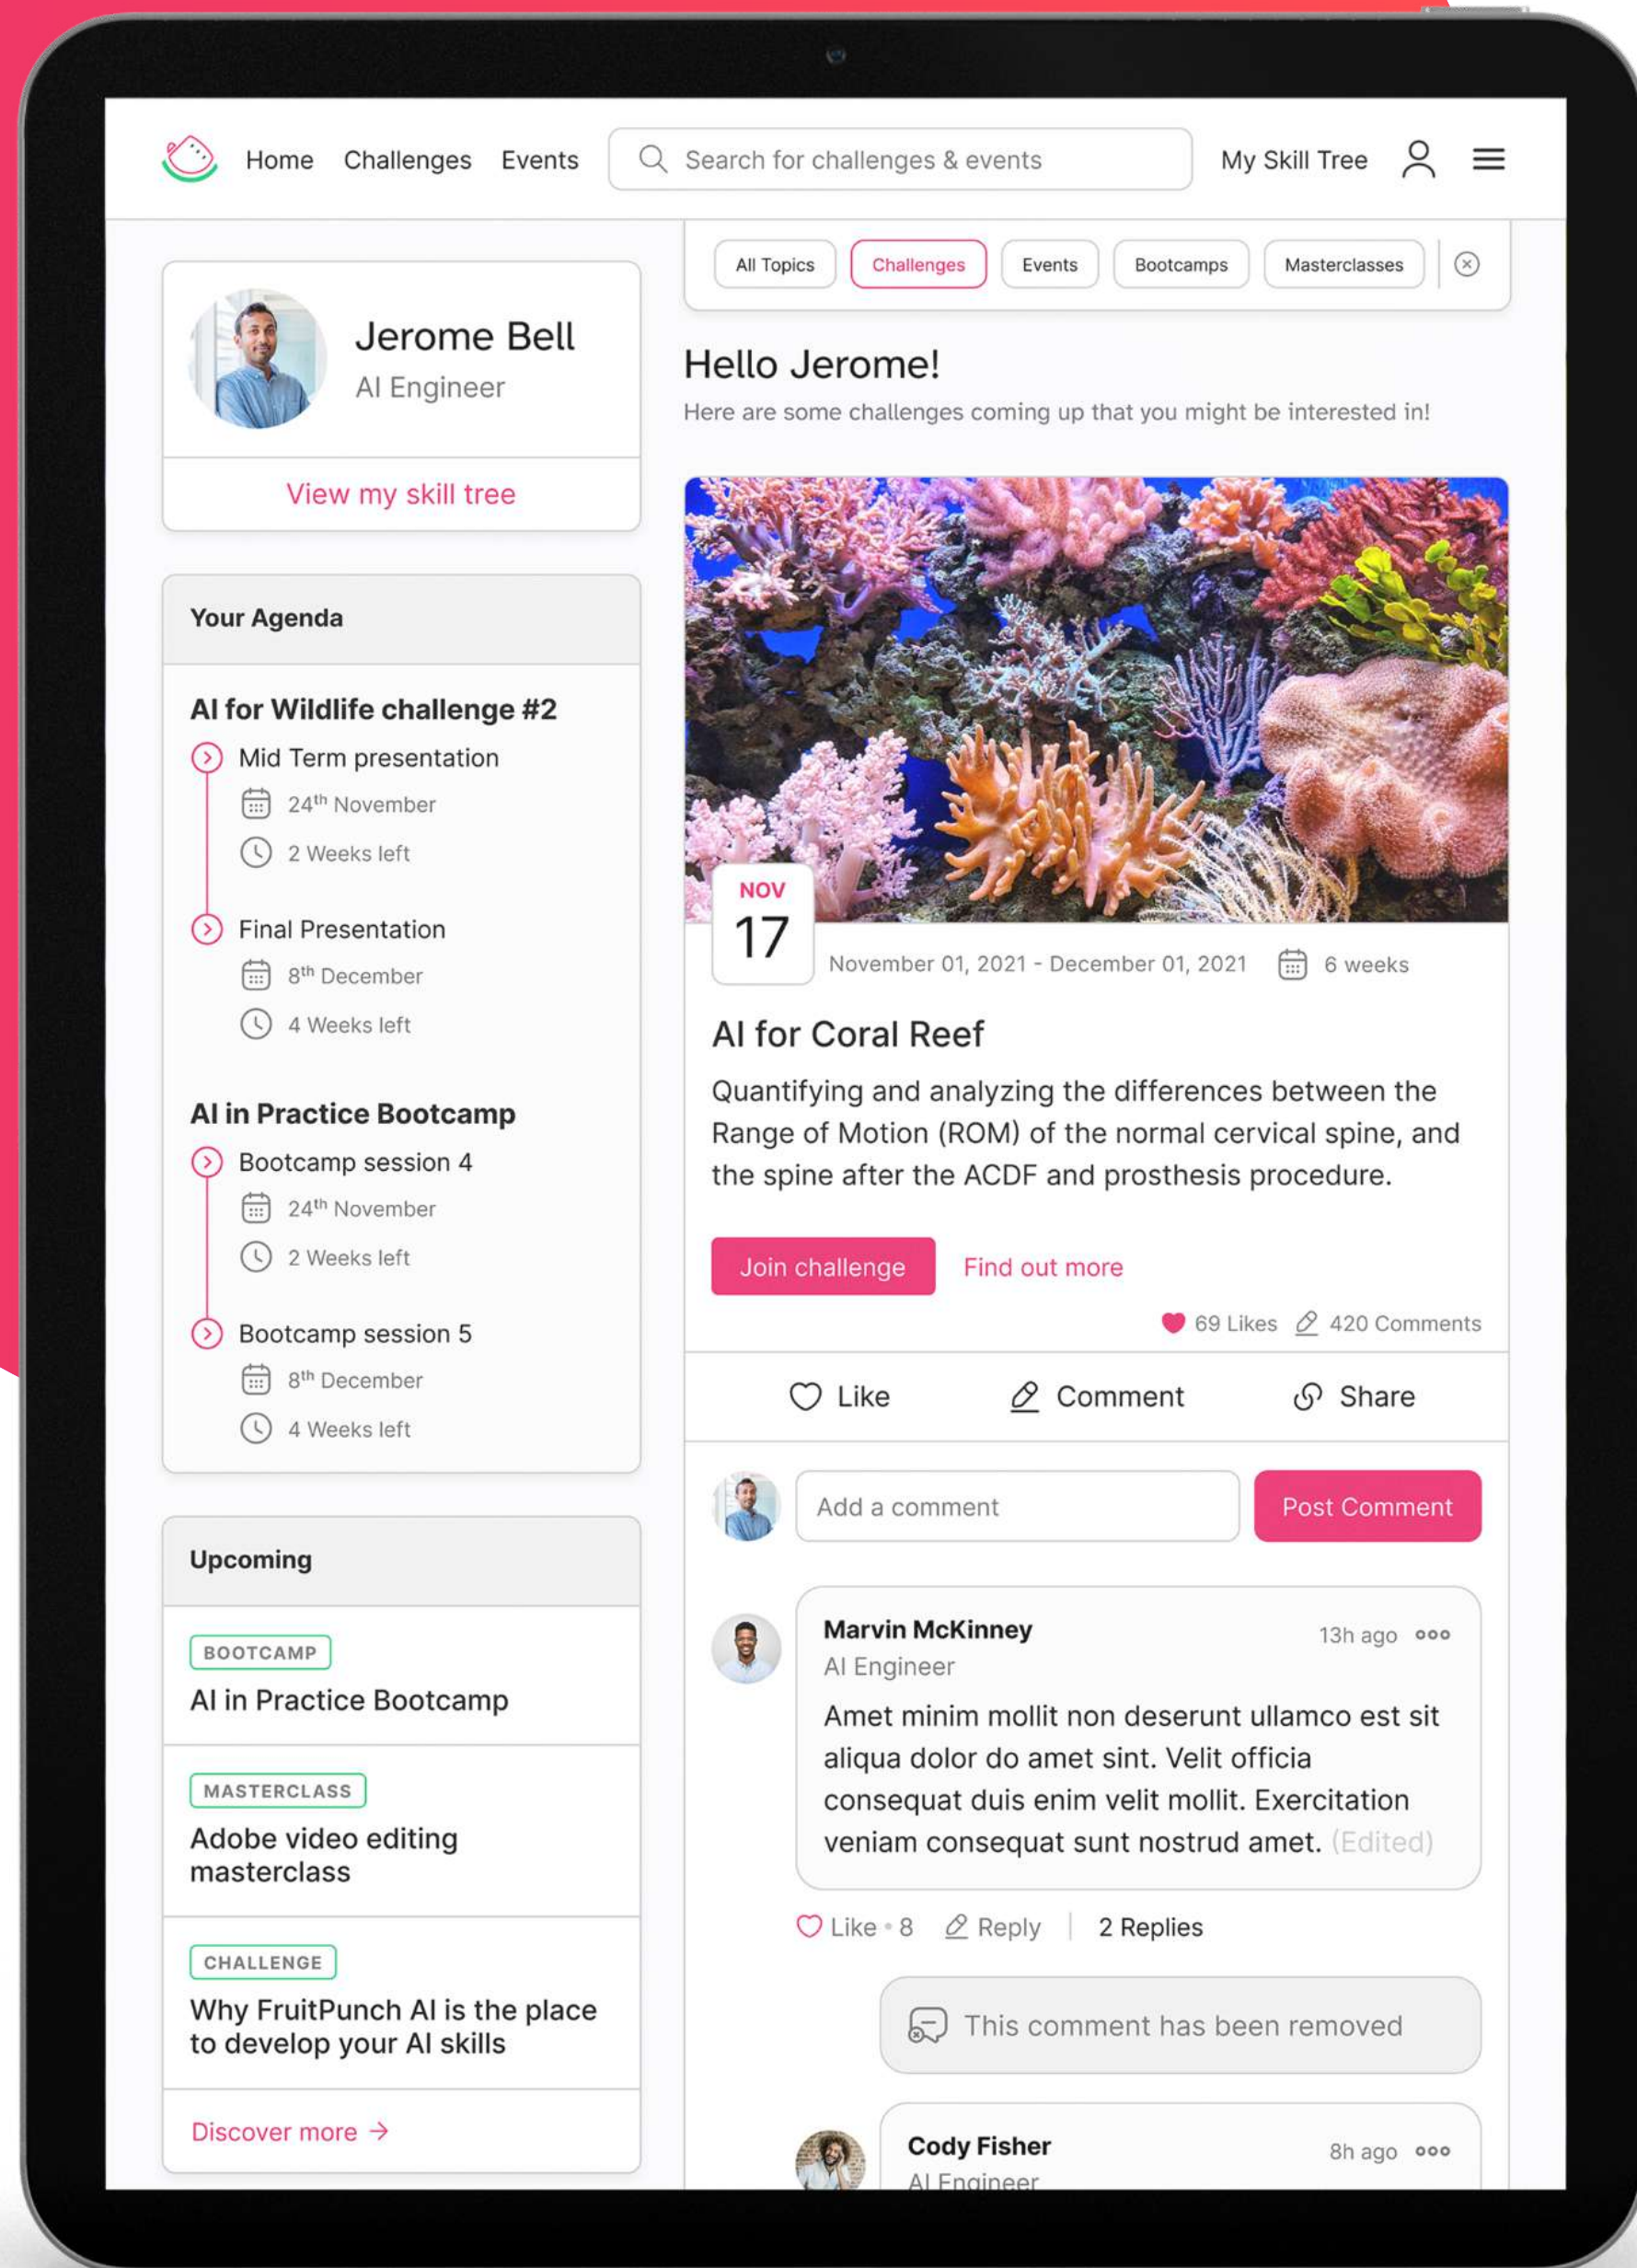 Home Challenges Events Search for challenges & events My Skill Tree
All Topics Challenges Events Bootcamps Masterclasses
Jerome Bell
AI Engineer
View my skill tree
Your Agenda
AI for Wildlife challenge #2
Mid Term presentation
24th November
2 Weeks left
Final Presentation
8th December
4 Weeks left
AI in Practice Bootcamp
Bootcamp session 4
24th November
2 Weeks left
Bootcamp session 5
8th December
4 Weeks left
Upcoming
BOOTCAMP
AI in Practice Bootcamp
MASTERCLASS
Adobe video editing
masterclass
CHALLENGE
Why FruitPunch AI is the place
to develop your AI skills
Discover more
Hello Jerome!
Here are some challenges coming up that you might be interested in!
NOV
17
November 01, 2021 - December 01, 2021 6 weeks
AI for Coral Reef
Quantifying and analyzing the differences between the
Range of Motion (ROM) of the normal cervical spine, and
the spine after the ACDF and prosthesis procedure.
Join challenge Find out more
69 Likes 420 Comments
Like Comment Share
Add a comment Post Comment
Marvin McKinney 13h ago
AI Engineer
Amet minim mollit non deserunt ullamco est sit
aliqua dolor do amet sint. Velit officia
consequat duis enim velit mollit. Exercitation
veniam consequat sunt nostrud amet. (Edited)
Like • 8 Reply 2 Replies
This comment has been removed
Cody Fisher 8h ago
AI Engineer